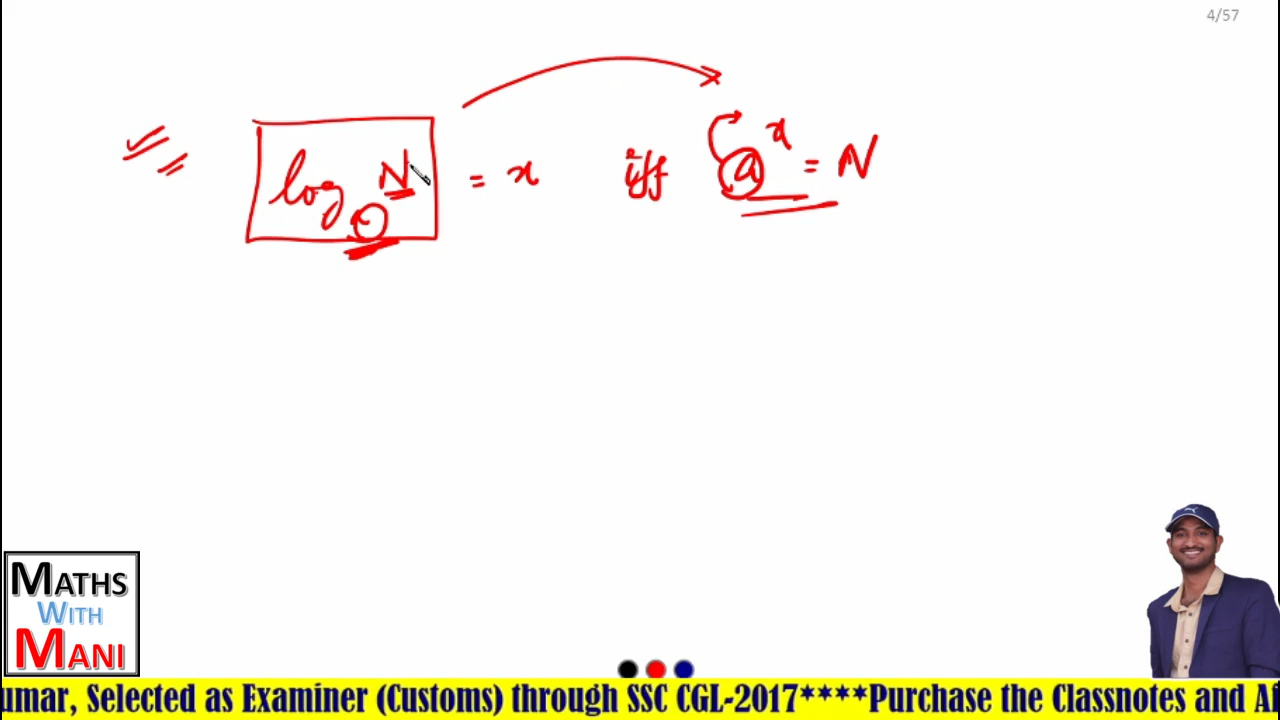 4/57
log_a N = x iff a^x = N
MATHS
WITH
MANI
umar, Selected as Examiner (Customs) through SSC CGL-2017****Purchase the Classnotes and Al